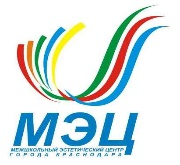 МЭЦ
МЕЖШКОЛЬНЫЙ ЭСТЕТИЧЕСКИЙ ЦЕНТР
ГОРОДА КРАСНОДАРА